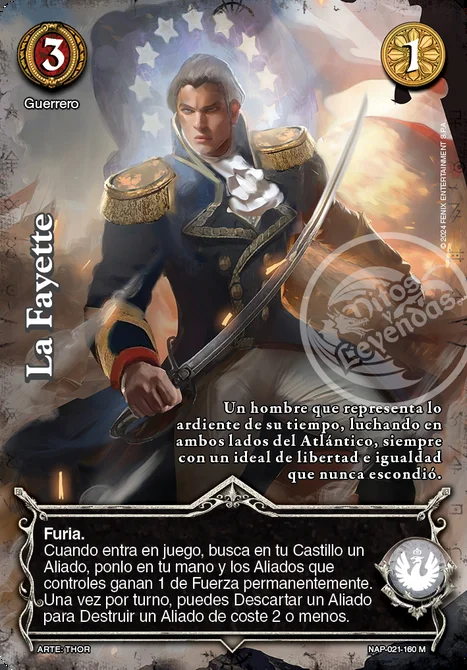 3
1
Guerrero
© 2024 FENIX ENTERTAINMENT S.P.A.
La Fayette
Mitos
y
Leyendas
Un hombre que representa lo
ardiente de su tiempo, luchando en
ambos lados del Atlántico, siempre
con un ideal de libertad e igualdad
que nunca escondió.
Furia.
Cuando entra en juego, busca en tu Castillo un
Aliado, ponlo en tu mano y los Aliados que
controles ganan 1 de Fuerza permanentemente.
Una vez por turno, puedes Descartar un Aliado
para Destruir un Aliado de coste 2 o menos.
ARTE: THOR
NAP-021-160 M